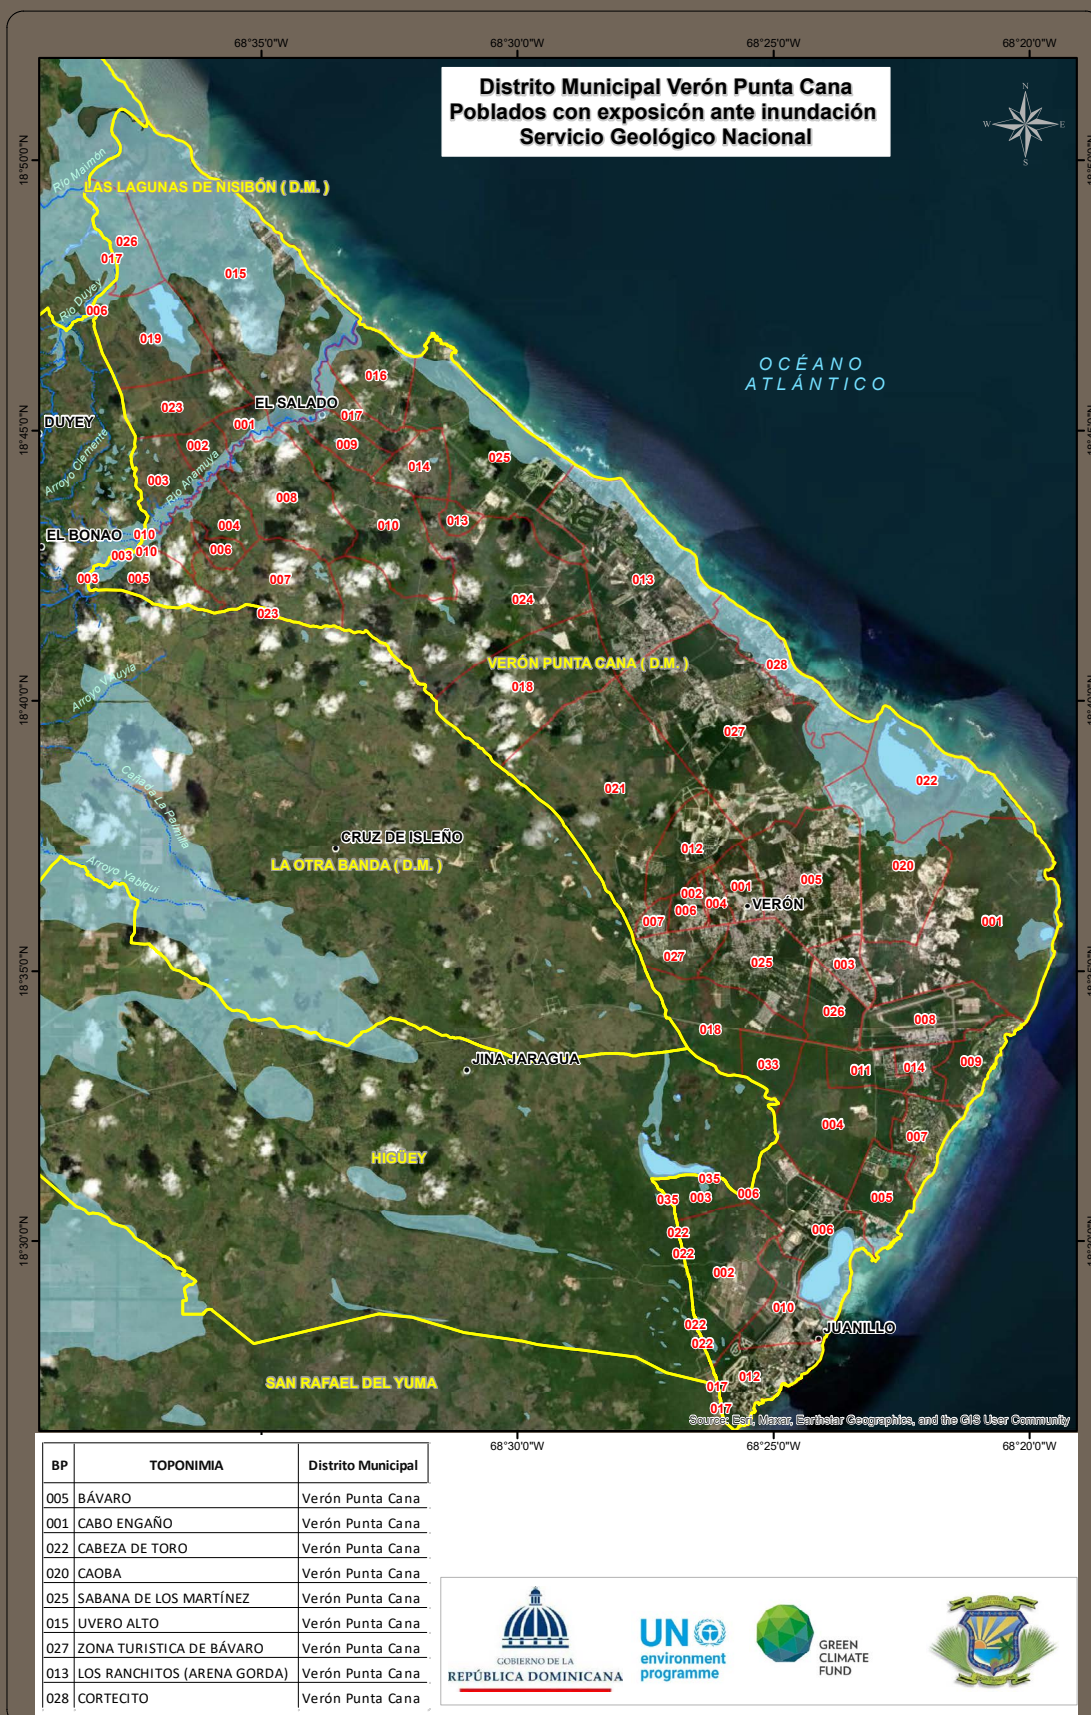 68°35'0"W 68°30'0"W 68°25'0"W 68°20'0"W
Distrito Municipal Verón Punta Cana
Poblados con exposicón ante inundación
Servicio Geológico Nacional
N
W E
S
18°50'0"N
Río Maimón
LAS LAGUNAS DE NISIBÓN ( D.M. )
026
017
015
Río Duyey
006
019
OCÉANO
ATLÁNTICO
016
023
EL SALADO
001
017
DUYEY
18°45'0"N
002
009
025
014
Arroyo Clemente
003
Río Anamuya
008
004
010
013
EL BONAO
010
003
010
006
003
005
007
013
023
024
VERÓN PUNTA CANA ( D.M. )
028
Arroyo
018
18°40'0"N
027
Cañada La Palmilla
021
022
CRUZ DE ISLEÑO
LA OTRA BANDA ( D.M. )
012
020
Arroyo Yabiqui
005
001
002
004
VERÓN
006
007
001
027
025
003
18°35'0"N
026
008
018
JINA JARAGUA
033
011
014
009
004
007
HIGÜEY
035
006
035
003
005
022
006
18°30'0"N
022
002
010
022
JUANILLO
022
012
017
SAN RAFAEL DEL YUMA
017
Source: Esri, Maxar, Earthstar Geographics, and the GIS User Community
68°30'0"W 68°25'0"W 68°20'0"W
BP TOPONIMIA Distrito Municipal
005 BÁVARO Verón Punta Cana
001 CABO ENGAÑO Verón Punta Cana
022 CABEZA DE TORO Verón Punta Cana
020 CAOBA Verón Punta Cana
025 SABANA DE LOS MARTÍNEZ Verón Punta Cana
015 UVERO ALTO Verón Punta Cana
027 ZONA TURISTICA DE BÁVARO Verón Punta Cana
013 LOS RANCHITOS (ARENA GORDA) Verón Punta Cana
028 CORTECITO Verón Punta Cana
GOBIERNO DE LA
REPÚBLICA DOMINICANA
UN
environment
programme
GREEN
CLIMATE
FUND